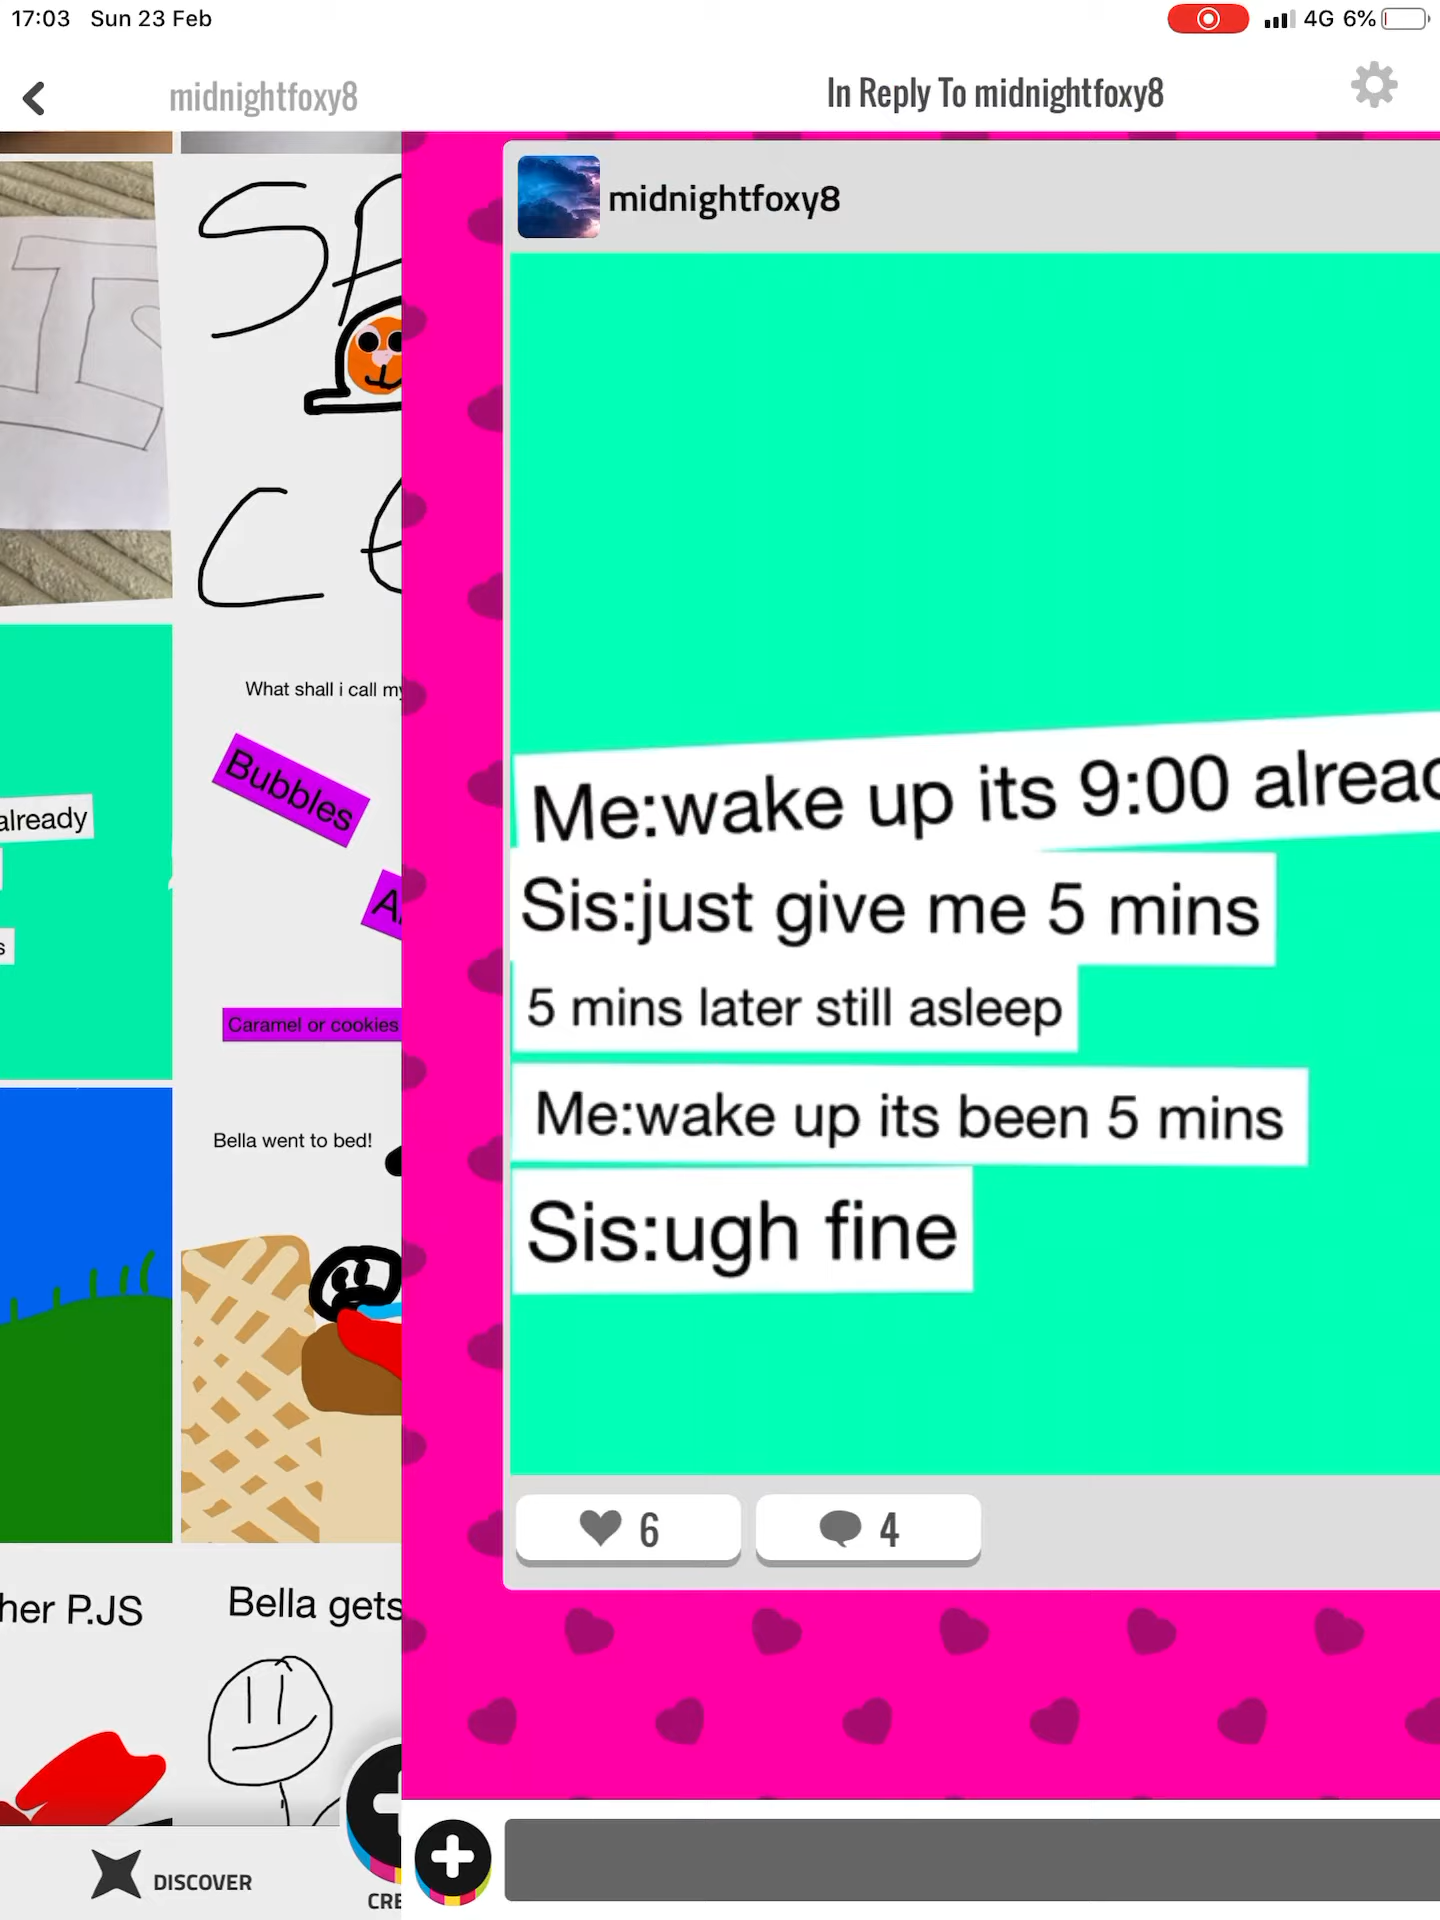 17:03 Sun 23 Feb
4G 6%
midnightfoxy8
In Reply To midnightfoxy8
midnightfoxy8
Me:wake up its 9:00 alrea
Sis:just give me 5 mins
5 mins later still asleep
Me:wake up its been 5 mins
Sis:ugh fine
6
4
already
s
What shall i call my
Bubbles
A
Caramel or cookies
Bella went to bed!
her P.JS
Bella gets
DISCOVER
CRE